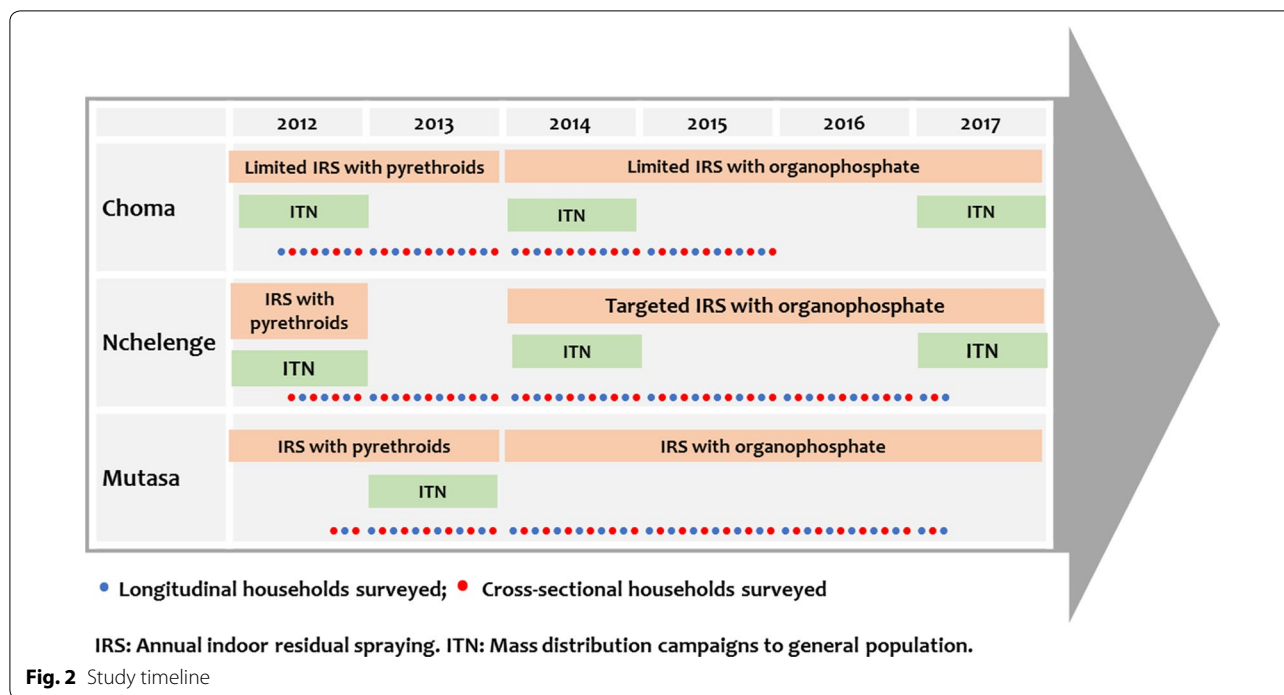 2012 2013 2014 2015 2016 2017
Choma
Limited IRS with pyrethroids
Limited IRS with organophosphate
ITN
ITN
ITN
Nchelenge
IRS with
pyrethroids
Targeted IRS with organophosphate
ITN
ITN
ITN
Mutasa
IRS with pyrethroids
IRS with organophosphate
ITN
Longitudinal households surveyed; Cross-sectional households surveyed
IRS: Annual indoor residual spraying. ITN: Mass distribution campaigns to general population.
Fig. 2 Study timeline